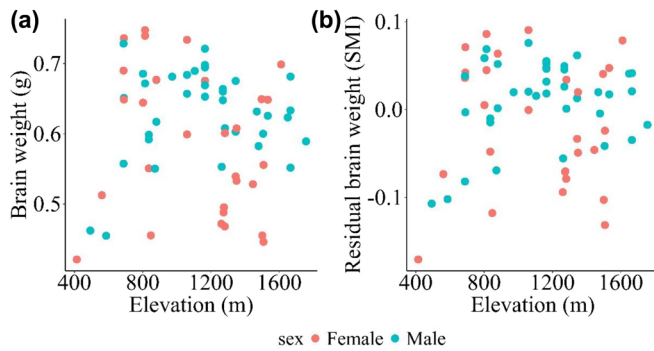 (a)
Brain weight (g)
0.7
0.6
0.5
400
800
1200
1600
Elevation (m)
(b)
Residual brain weight (SMI)
0.1
0.0
-0.1
400
800
1200
1600
Elevation (m)
sex Female Male